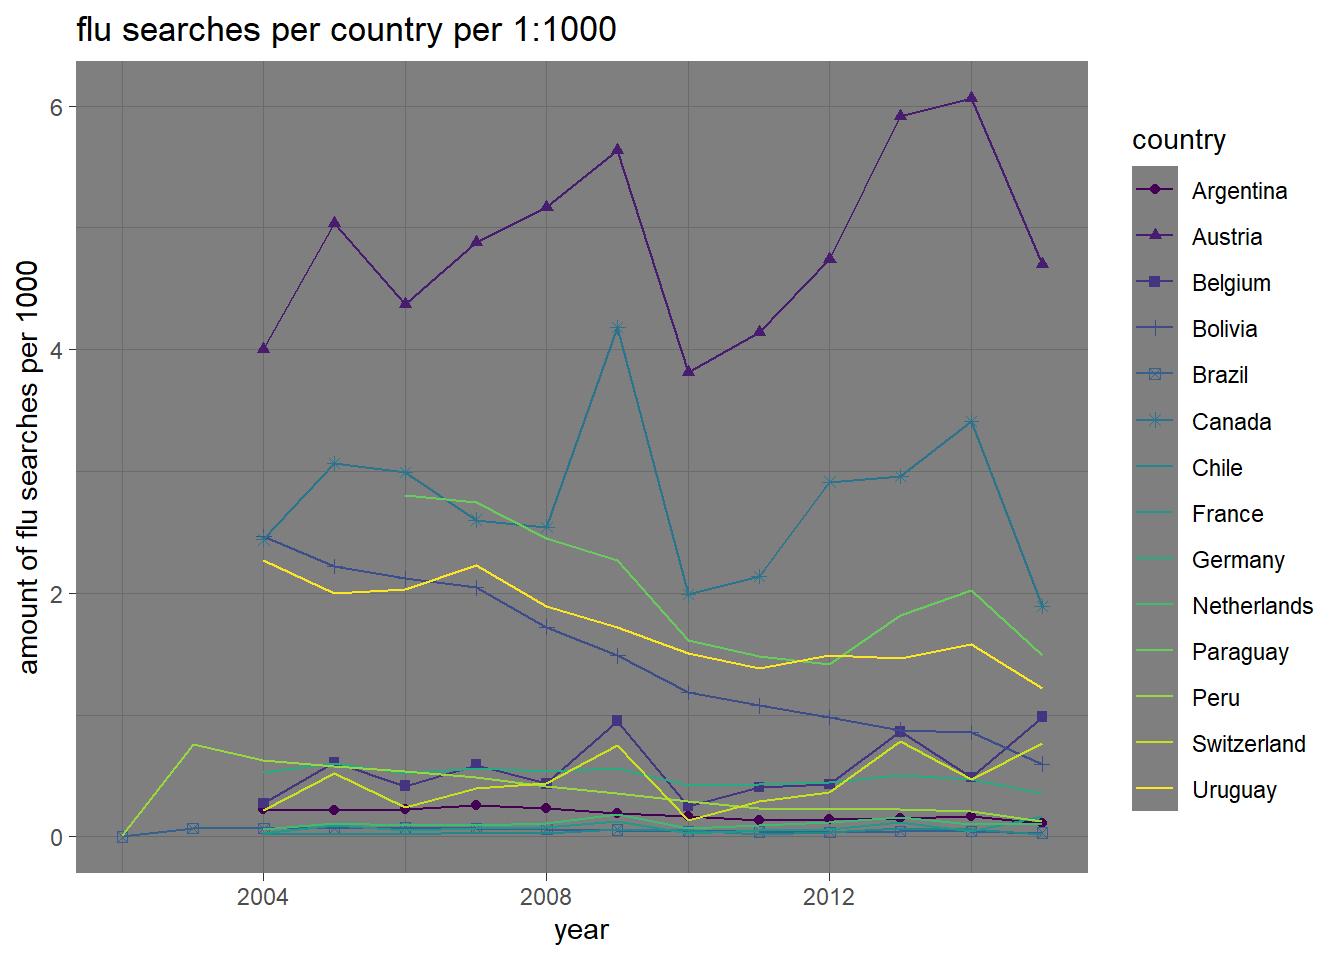 flu searches per country per 1:1000
amount of flu searches per 1000
6
4
2
0
2004
2008
2012
year
country
Argentina
Austria
Belgium
Bolivia
Brazil
Canada
Chile
France
Germany
Netherlands
Paraguay
Peru
Switzerland
Uruguay